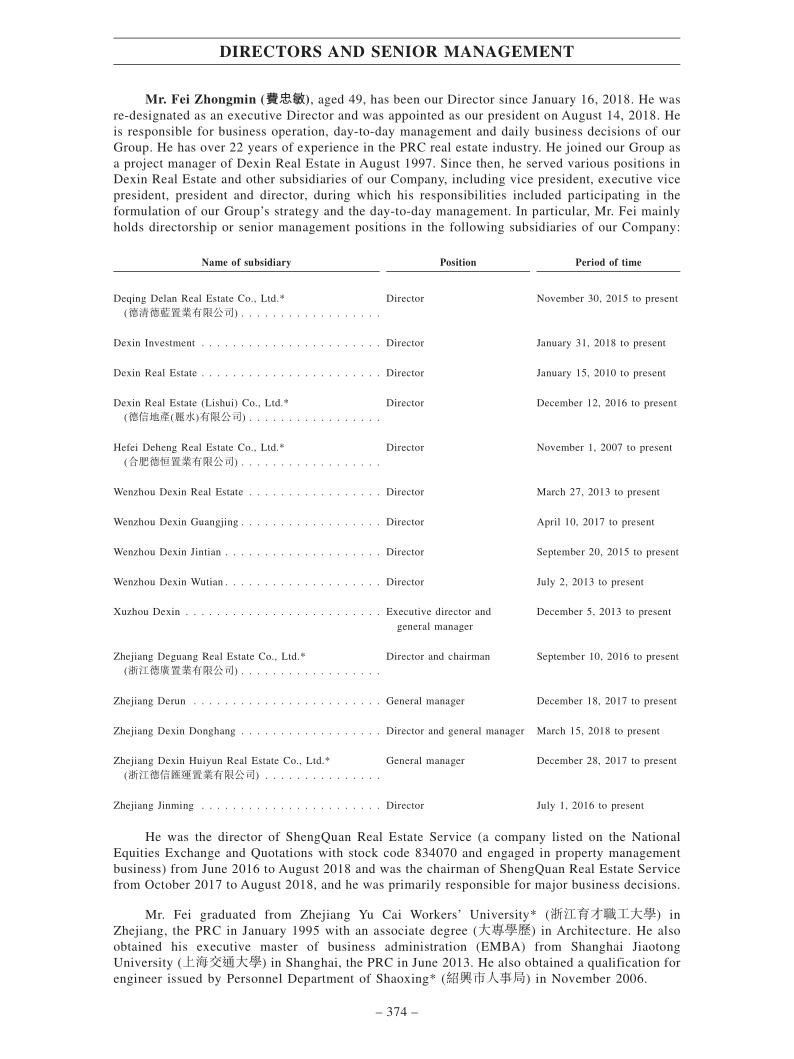 DIRECTORS AND SENIOR MANAGEMENT
Mr. Fei Zhongmin (費忠敏), aged 49, has been our Director since January 16, 2018. He was
re-designated as an executive Director and was appointed as our president on August 14, 2018. He
is responsible for business operation, day-to-day management and daily business decisions of our
Group. He has over 22 years of experience in the PRC real estate industry. He joined our Group as
a project manager of Dexin Real Estate in August 1997. Since then, he served various positions in
Dexin Real Estate and other subsidiaries of our Company, including vice president, executive vice
president, president and director, during which his responsibilities included participating in the
formulation of our Group's strategy and the day-to-day management. In particular, Mr. Fei mainly
holds directorship or senior management positions in the following subsidiaries of our Company:
Name of subsidiary Position Period of time
Deqing Delan Real Estate Co., Ltd.* Director November 30, 2015 to present
(德清德藍置業有限公司) . . . . . . . . . . . . . . . . . .
Dexin Investment . . . . . . . . . . . . . . . . . . . . . . . Director January 31, 2018 to present
Dexin Real Estate . . . . . . . . . . . . . . . . . . . . . . . Director January 15, 2010 to present
Dexin Real Estate (Lishui) Co., Ltd.* Director December 12, 2016 to present
(德信地產(麗水)有限公司) . . . . . . . . . . . . . . . . .
Hefei Deheng Real Estate Co., Ltd.* Director November 1, 2007 to present
(合肥德恒置業有限公司) . . . . . . . . . . . . . . . . . .
Wenzhou Dexin Real Estate . . . . . . . . . . . . . . . . . Director March 27, 2013 to present
Wenzhou Dexin Guangjing . . . . . . . . . . . . . . . . . . Director April 10, 2017 to present
Wenzhou Dexin Jintian . . . . . . . . . . . . . . . . . . . . Director September 20, 2015 to present
Wenzhou Dexin Wutian . . . . . . . . . . . . . . . . . . . . Director July 2, 2013 to present
Xuzhou Dexin . . . . . . . . . . . . . . . . . . . . . . . . . Executive director and December 5, 2013 to present
general manager
Zhejiang Deguang Real Estate Co., Ltd.* Director and chairman September 10, 2016 to present
(浙江德廣置業有限公司) . . . . . . . . . . . . . . . . . .
Zhejiang Derun . . . . . . . . . . . . . . . . . . . . . . . . General manager December 18, 2017 to present
Zhejiang Dexin Donghang . . . . . . . . . . . . . . . . . . Director and general manager March 15, 2018 to present
Zhejiang Dexin Huiyun Real Estate Co., Ltd.* General manager December 28, 2017 to present
(浙江德信匯運置業有限公司) . . . . . . . . . . . . . . .
Zhejiang Jinming . . . . . . . . . . . . . . . . . . . . . . . Director July 1, 2016 to present
He was the director of ShengQuan Real Estate Service (a company listed on the National
Equities Exchange and Quotations with stock code 834070 and engaged in property management
business) from June 2016 to August 2018 and was the chairman of ShengQuan Real Estate Service
from October 2017 to August 2018, and he was primarily responsible for major business decisions.
Mr. Fei graduated from Zhejiang Yu Cai Workers' University* (浙江育才職工大學) in
Zhejiang, the PRC in January 1995 with an associate degree (大專學歷) in Architecture. He also
obtained his executive master of business administration (EMBA) from Shanghai Jiaotong
University (上海交通大學) in Shanghai, the PRC in June 2013. He also obtained a qualification for
engineer issued by Personnel Department of Shaoxing* (紹興市人事局) in November 2006.
– 374 –